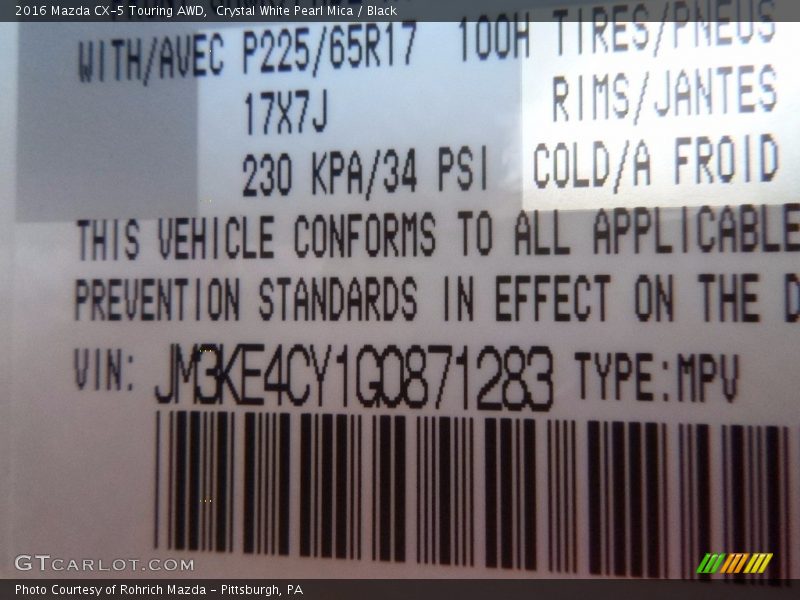 2016 Mazda CX-5 Touring AWD, Crystal White Pearl Mica / Black
WITH/AVEC P225/65R17 100H TIRES/PNEUS
17X7J RIMS/JANTES
230 KPA/34 PSI COLD/A FROID
THIS VEHICLE CONFORMS TO ALL APPLICABLE
PREVENTION STANDARDS IN EFFECT ON THE D
VIN: JM3KE4CY1G0871283 TYPE:MPV
GTCARLOT.COM
Photo Courtesy of Rohrich Mazda - Pittsburgh, PA